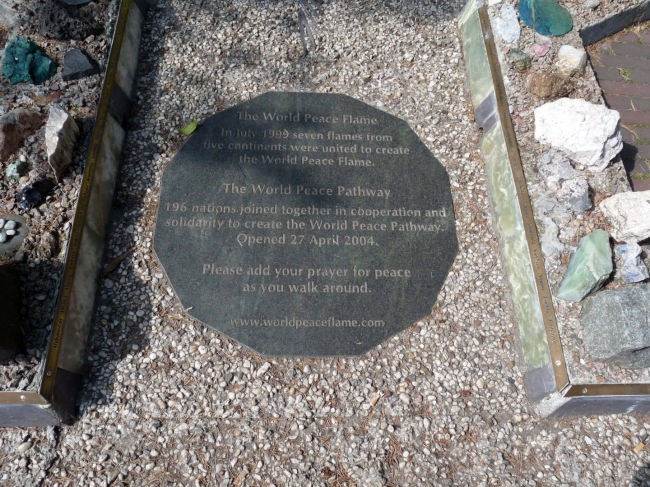 The World Peace Flame
In July 1999 seven flames from
five continents were united to create
the World Peace Flame.
The World Peace Pathway
196 nations joined together in cooperation and
solidarity to create the World Peace Pathway.
Opened 27 April 2004.
Please add your prayer for peace
as you walk around.
www.worldpeaceflame.com